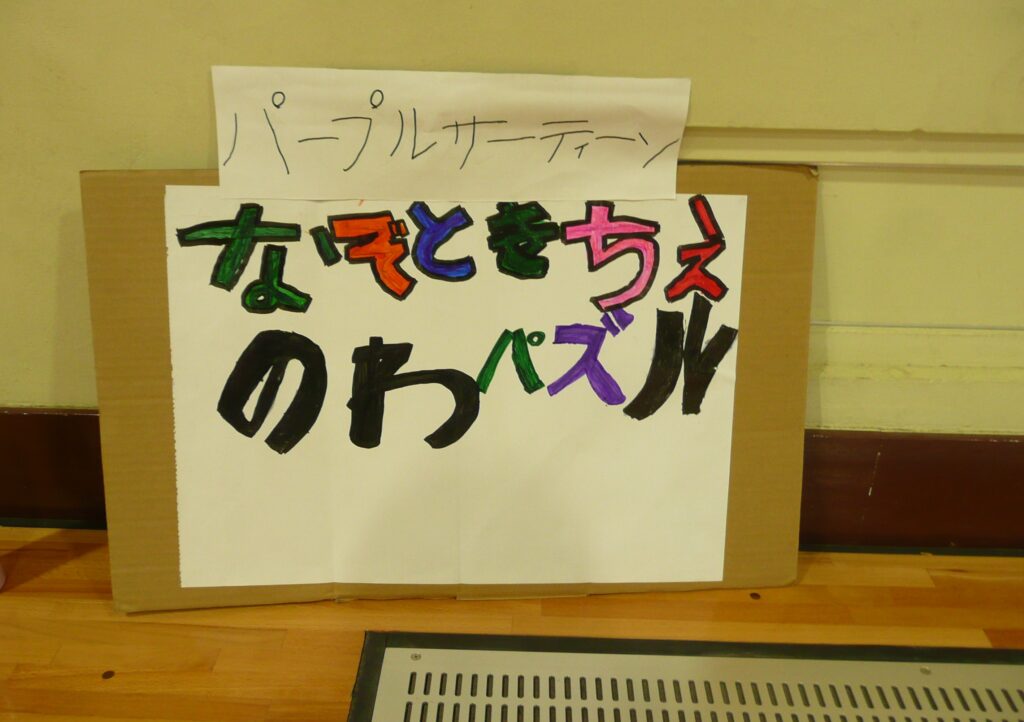 パープルサーティーン
なぞときちえ
のわパズル